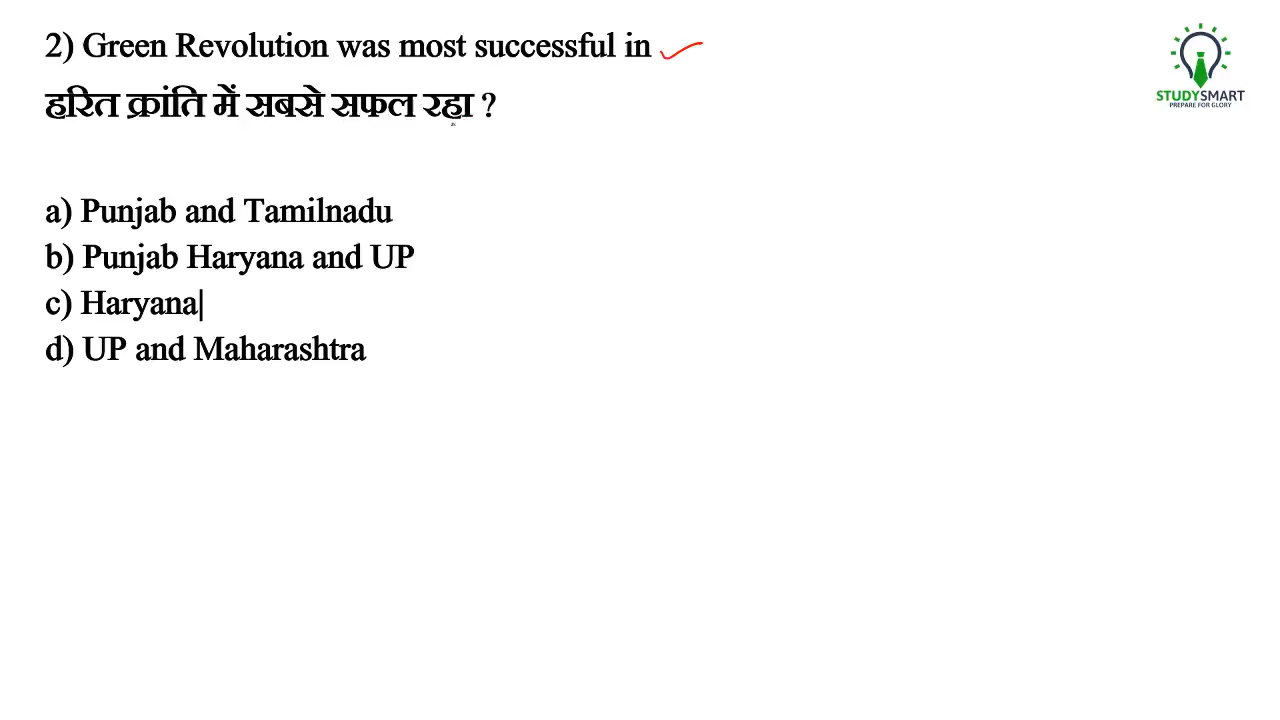 2) Green Revolution was most successful in
हरित क्रांति में सबसे सफल रहा ?
a) Punjab and Tamilnadu
b) Punjab Haryana and UP
c) Haryana|
d) UP and Maharashtra
STUDYSMART
PREPARE FOR GLORY